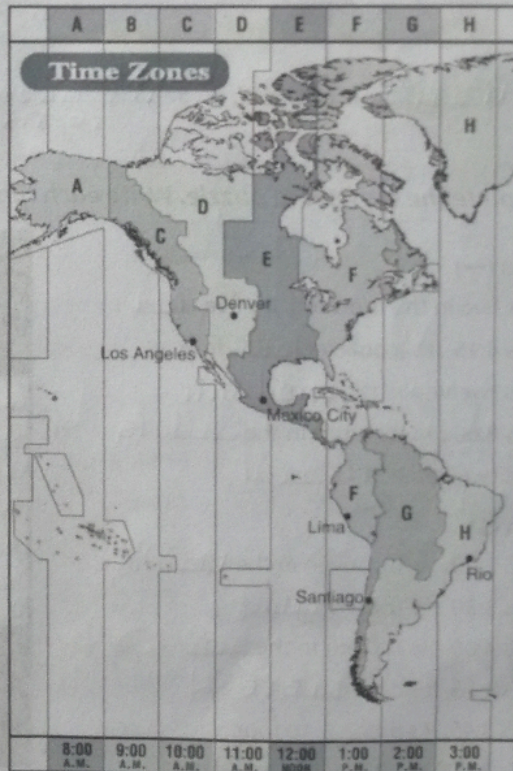 A B C D E F G H
Time Zones
H
A
D
C
E
F
Denver
Los Angeles
Mexico City
F
G
H
Lima
Rio
Santiago
8:00 9:00 10:00 11:00 12:00 1:00 2:00 3:00
A.M. A.M. A.M. A.M. NOON P.M. P.M. P.M.